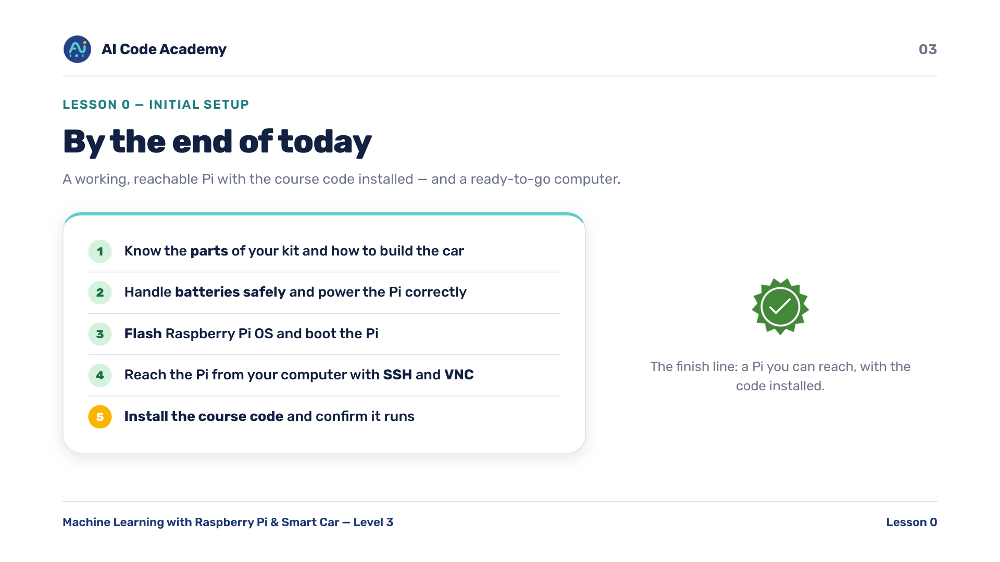 AI Code Academy
03
LESSON 0 — INITIAL SETUP
By the end of today
A working, reachable Pi with the course code installed — and a ready-to-go computer.
1 Know the parts of your kit and how to build the car
2 Handle batteries safely and power the Pi correctly
3 Flash Raspberry Pi OS and boot the Pi
4 Reach the Pi from your computer with SSH and VNC
5 Install the course code and confirm it runs
The finish line: a Pi you can reach, with the
code installed.
Machine Learning with Raspberry Pi & Smart Car — Level 3
Lesson 0